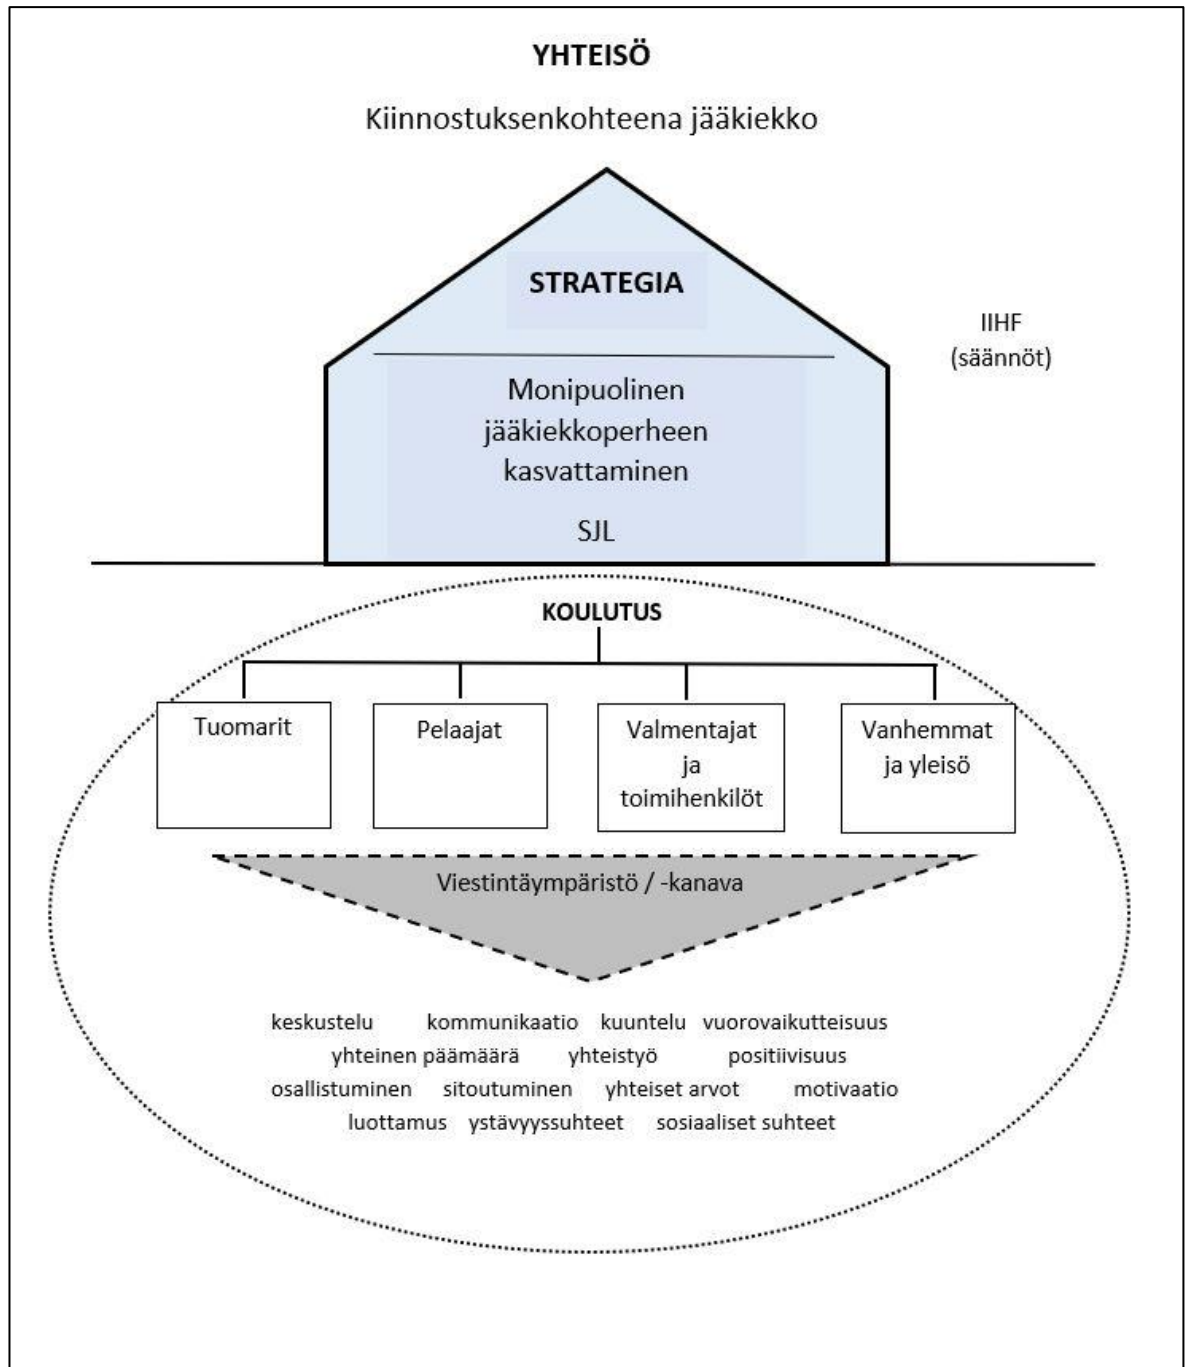 YHTEISÖ
Kiinnostuksenkohteena jääkiekko
STRATEGIA
IIHF
(säännöt)
Monipuolinen
jääkiekkoperheen
kasvattaminen
SJL
KOULUTUS
Tuomarit
Pelaajat
Valmentajat
ja
toimihenkilöt
Vanhemmat
ja yleisö
Viestintäympäristö / -kanava
keskustelu kommunikaatio kuuntelu vuorovaikutteisuus
yhteinen päämäärä yhteistyö positiivisuus
osallistuminen sitoutuminen yhteiset arvot motivaatio
luottamus ystävyyssuhteet sosiaaliset suhteet